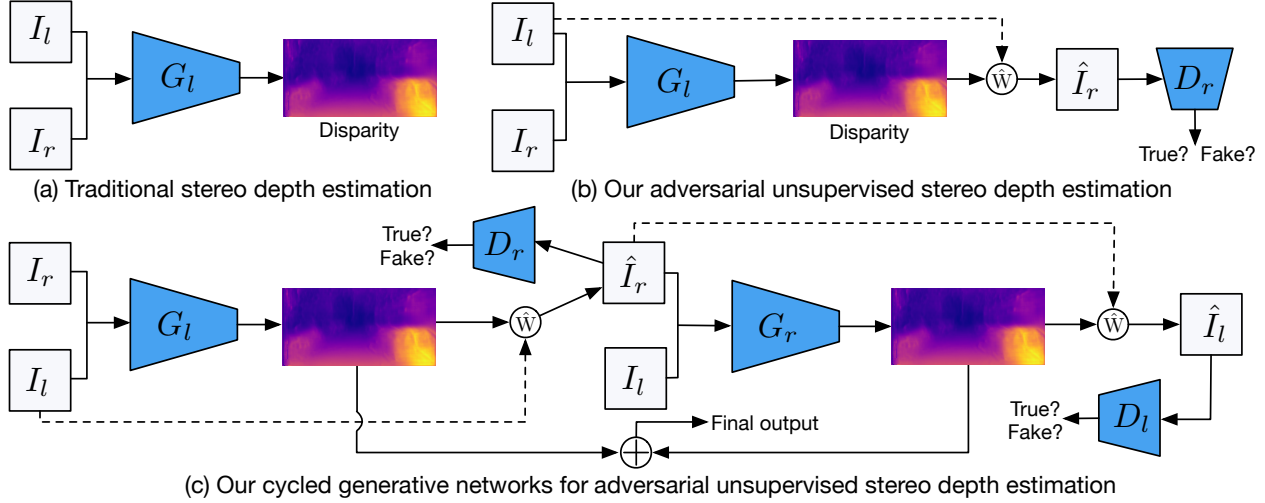 I_l
G_l
I_r
Disparity
(a) Traditional stereo depth estimation
I_l
G_l
I_r
Disparity
ŵ
Î_r
D_r
True? Fake?
(b) Our adversarial unsupervised stereo depth estimation
I_r
G_l
I_l
ŵ
True?
Fake?
D_r
Î_r
I_l
G_r
ŵ
Î_l
True?
Fake?
D_l
Final output
(c) Our cycled generative networks for adversarial unsupervised stereo depth estimation